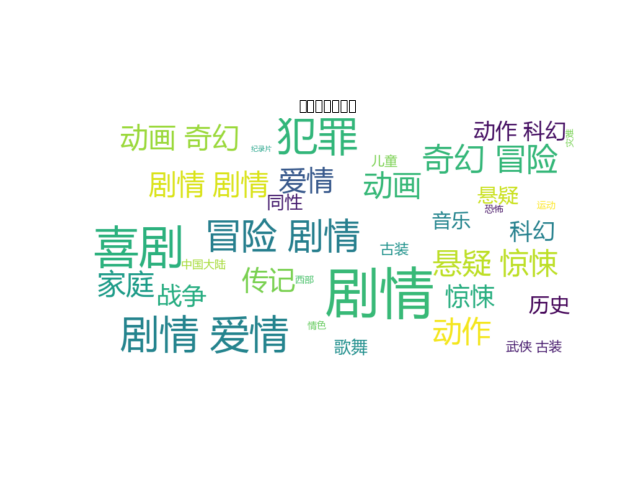 犯罪
动作 科幻
动画 奇幻
纪录片
儿童
奇幻 冒险
剧情 剧情
爱情
动画
悬疑
同性
恐怖
运动
音乐
科幻
喜剧
冒险 剧情
古装
中国大陆
悬疑 惊悚
家庭
战争
传记
西部
剧情
惊悚
历史
剧情 爱情
情色
动作
歌舞
武侠 古装